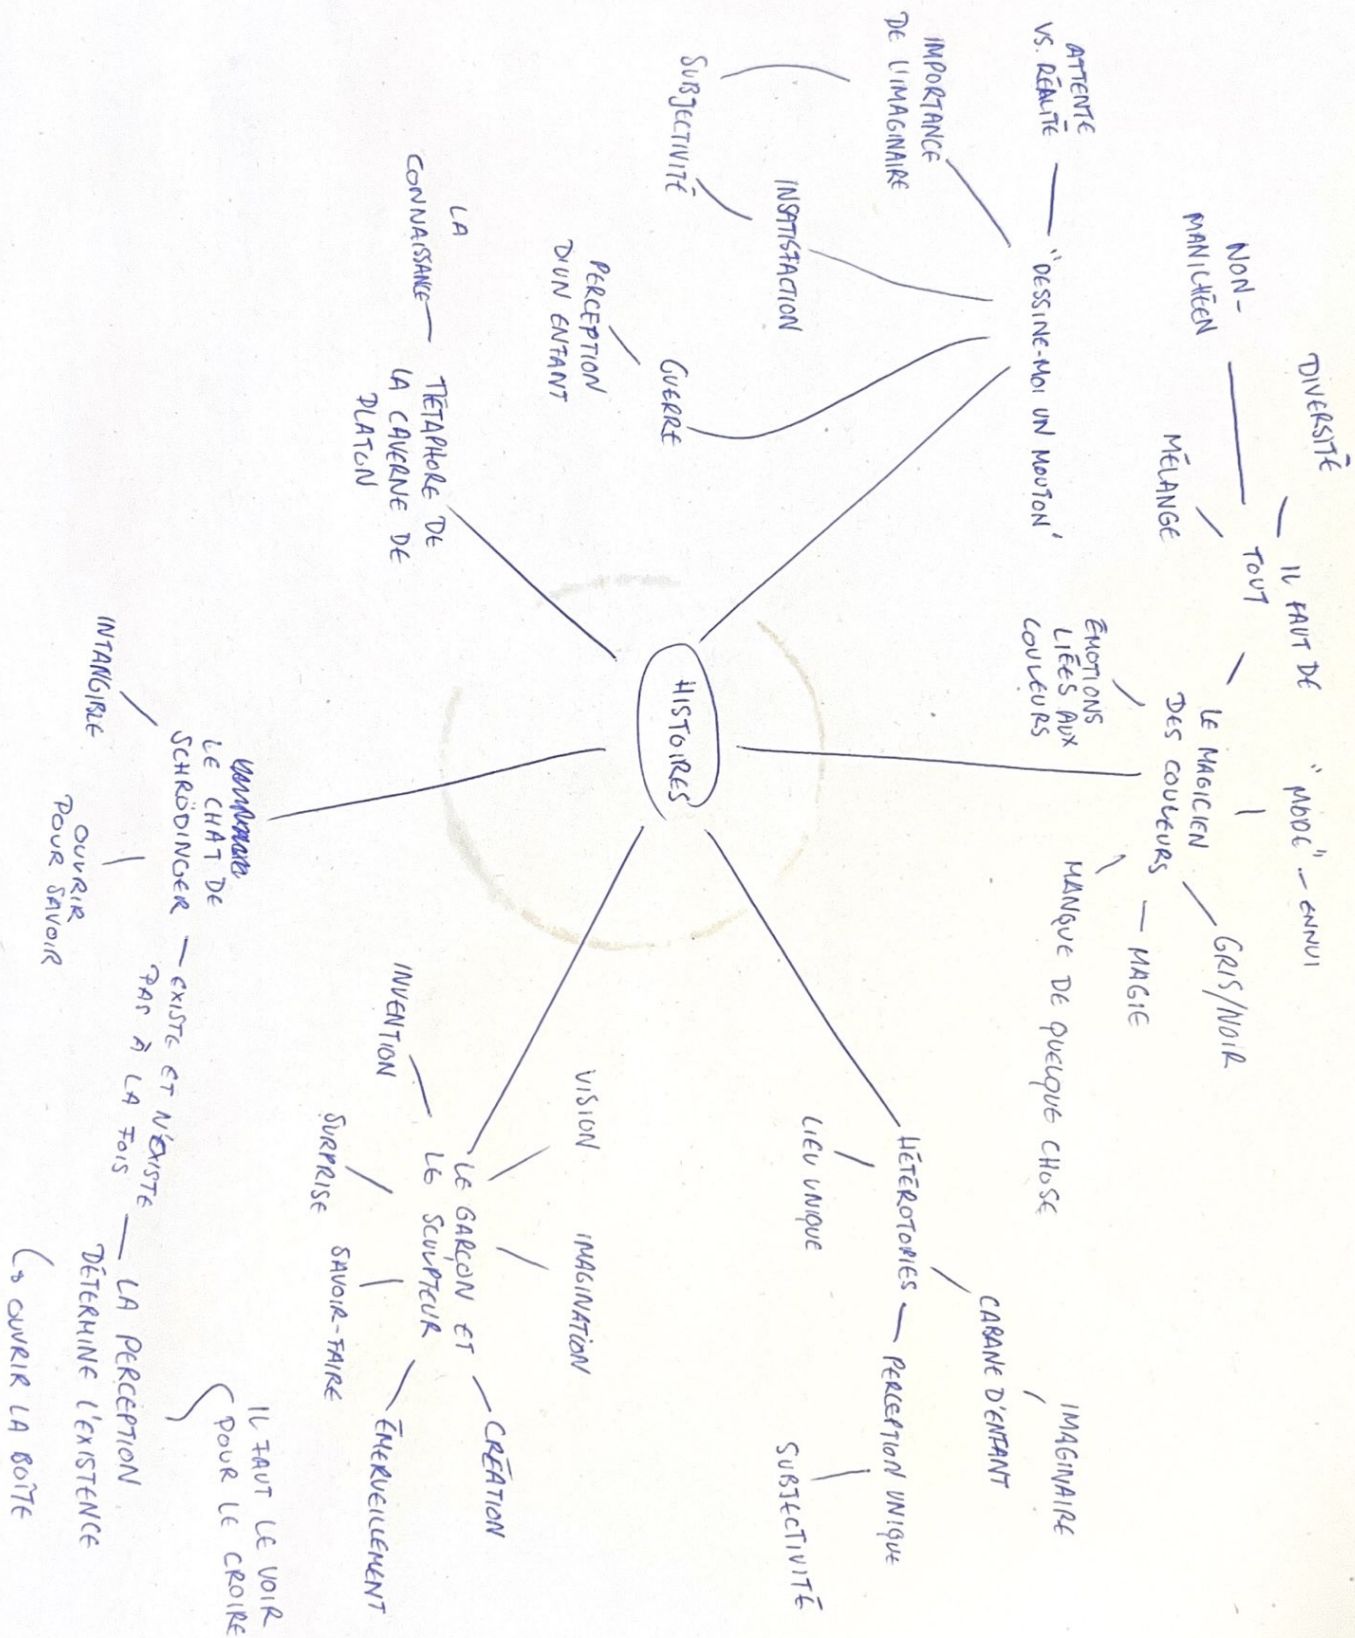 HISTOIRES
"DESSINE-MOI UN MOUTON"
ATTENTE
VS. RÉALITÉ
IMPORTANCE
DE L'IMAGINAIRE
INSATISFACTION
SUBJECTIVITÉ
GUERRE
PERCEPTION
D'UN ENFANT
LE MAGICIEN
DES COULEURS
IL FAUT DE
TOUT
DIVERSITÉ
NON-
MANICHÉEN
MÉLANGE
"MODE" - ENNUI
GRIS/NOIR
MAGIE
MANQUE DE QUELQUE CHOSE
ÉMOTIONS
LIÉES AUX
COULEURS
HÉTÉROTOPIES
LIEU UNIQUE
CABANE D'ENFANT
IMAGINAIRE
PERCEPTION UNIQUE
SUBJECTIVITÉ
LE GARÇON ET
LE SCULPTEUR
VISION
IMAGINATION
CRÉATION
ÉMERVEILLEMENT
SAVOIR-FAIRE
SURPRISE
INVENTION
LE CHAT DE
SCHRÖDINGER
INTANGIBLE
OUVRIR
POUR SAVOIR
EXISTE ET N'EXISTE
PAS À LA FOIS
LA PERCEPTION
DÉTERMINE L'EXISTENCE
↳ OUVRIR LA BOÎTE
IL FAUT LE VOIR
POUR LE CROIRE
MÉTAPHORE DE
LA CAVERNE DE
PLATON
LA
CONNAISSANCE